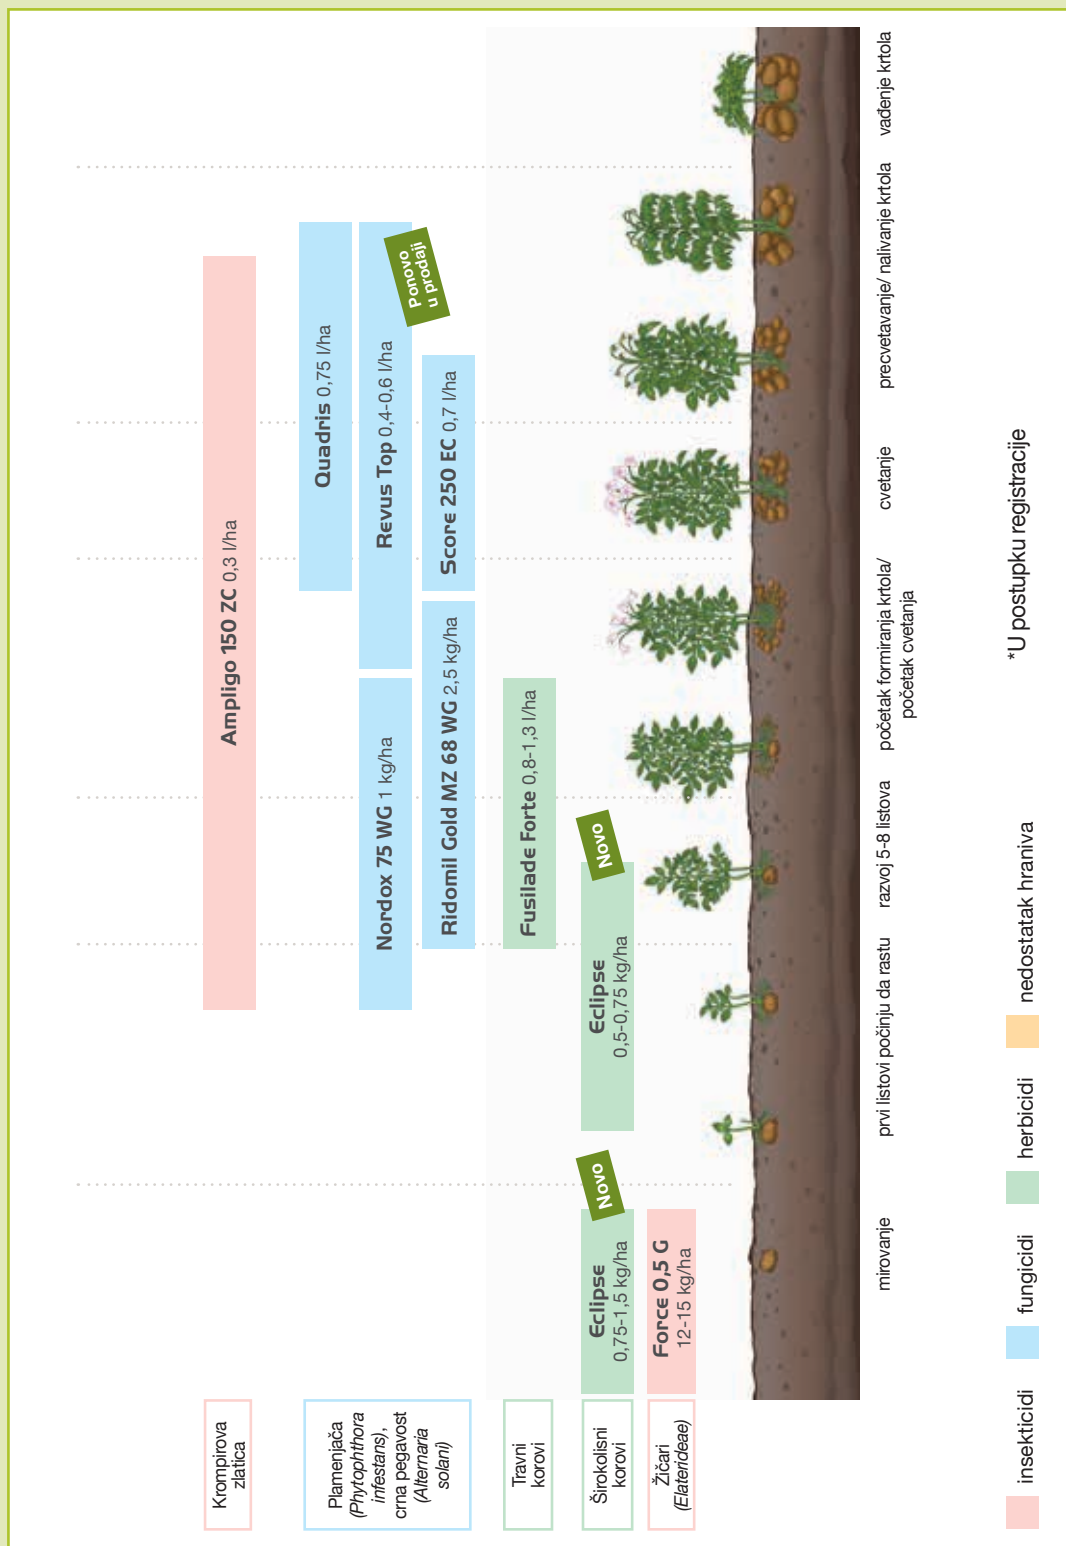 Krompirova
zlatica
Ampligo 150 ZC 0,3 l/ha
Plamenjača
(Phytophthora
infestans),
crna pegavost
(Alternaria
solani)
Quadris 0,75 l/ha
Nordox 75 WG 1 kg/ha
Revus Top 0,4-0,6 l/ha
Ponovo
u prodaji
Ridomil Gold MZ 68 WG 2,5 kg/ha
Score 250 EC 0,7 l/ha
Travni
korovi
Fusilade Forte 0,8-1,3 l/ha
Širokolisni
korovi
Eclipse
0,75-1,5 kg/ha
Novo
Eclipse
0,5-0,75 kg/ha
Novo
Žičari
(Elaterideae)
Force 0,5 G
12-15 kg/ha
mirovanje
prvi listovi počinju da rastu
razvoj 5-8 listova
početak formiranja krtola/
početak cvetanja
cvetanje
precvetavanje/ nalivanje krtola
vađenje krtola
insekticidi
fungicidi
herbicidi
nedostatak hraniva
*U postupku registracije